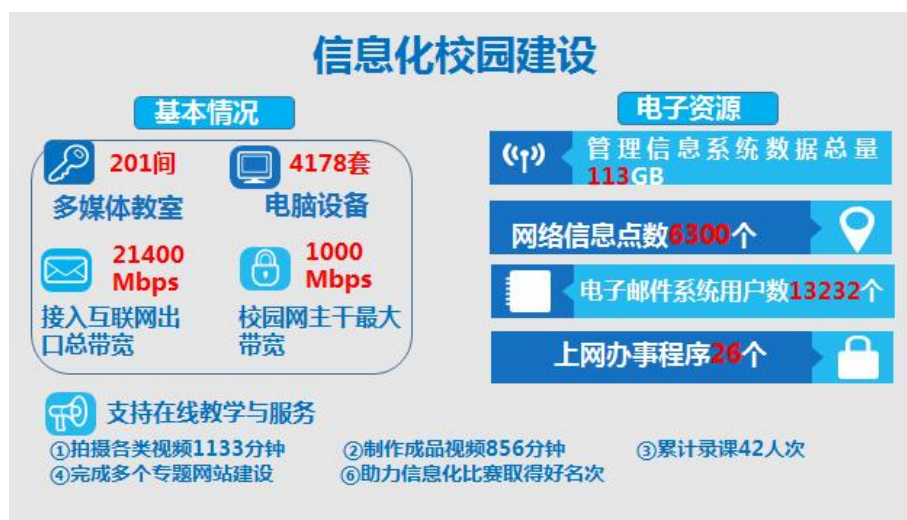 信息化校园建设
基本情况
201间
多媒体教室
4178套
电脑设备
21400
Mbps
接入互联网出
口总带宽
1000
Mbps
校园网主干最大
带宽
电子资源
管理信息系统数据总量
113GB
网络信息点数6300个
电子邮件系统用户数13232个
上网办事程序26个
支持在线教学与服务
①拍摄各类视频1133分钟
②制作成品视频856分钟
③累计录课42人次
④完成多个专题网站建设
⑥助力信息化比赛取得好名次